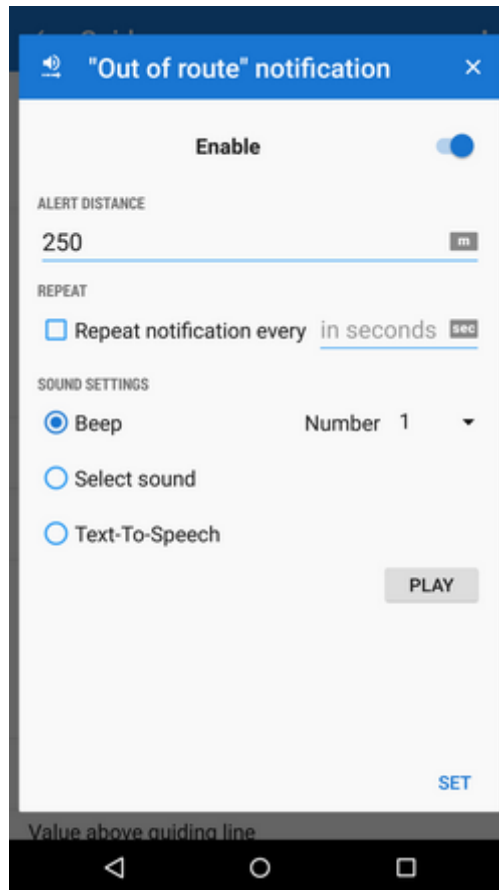 "Out of route" notification
Enable
ALERT DISTANCE
250 m
REPEAT
Repeat notification every in seconds sec
SOUND SETTINGS
Beep Number 1
Select sound
Text-To-Speech
PLAY
SET
Value above guiding line